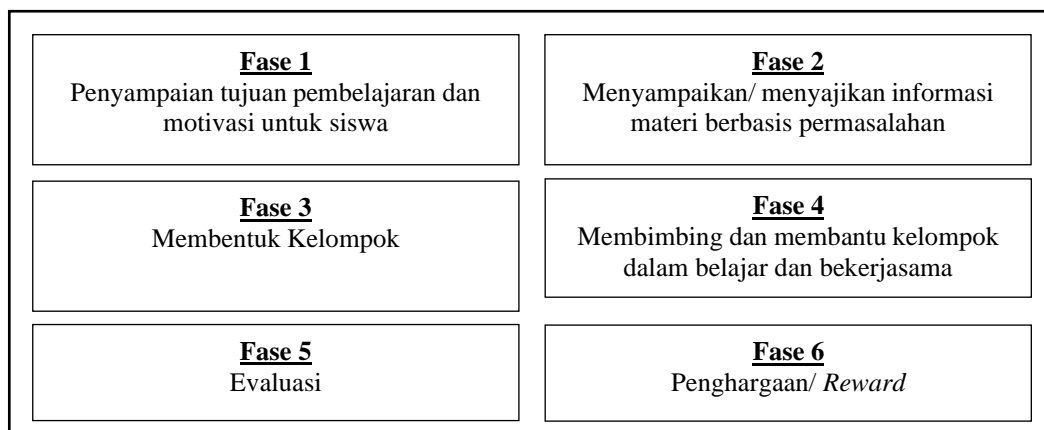 Fase 1
Penyampaian tujuan pembelajaran dan
motivasi untuk siswa
Fase 2
Menyampaikan/ menyajikan informasi
materi berbasis permasalahan
Fase 3
Membentuk Kelompok
Fase 4
Membimbing dan membantu kelompok
dalam belajar dan bekerjasama
Fase 5
Evaluasi
Fase 6
Penghargaan/ Reward